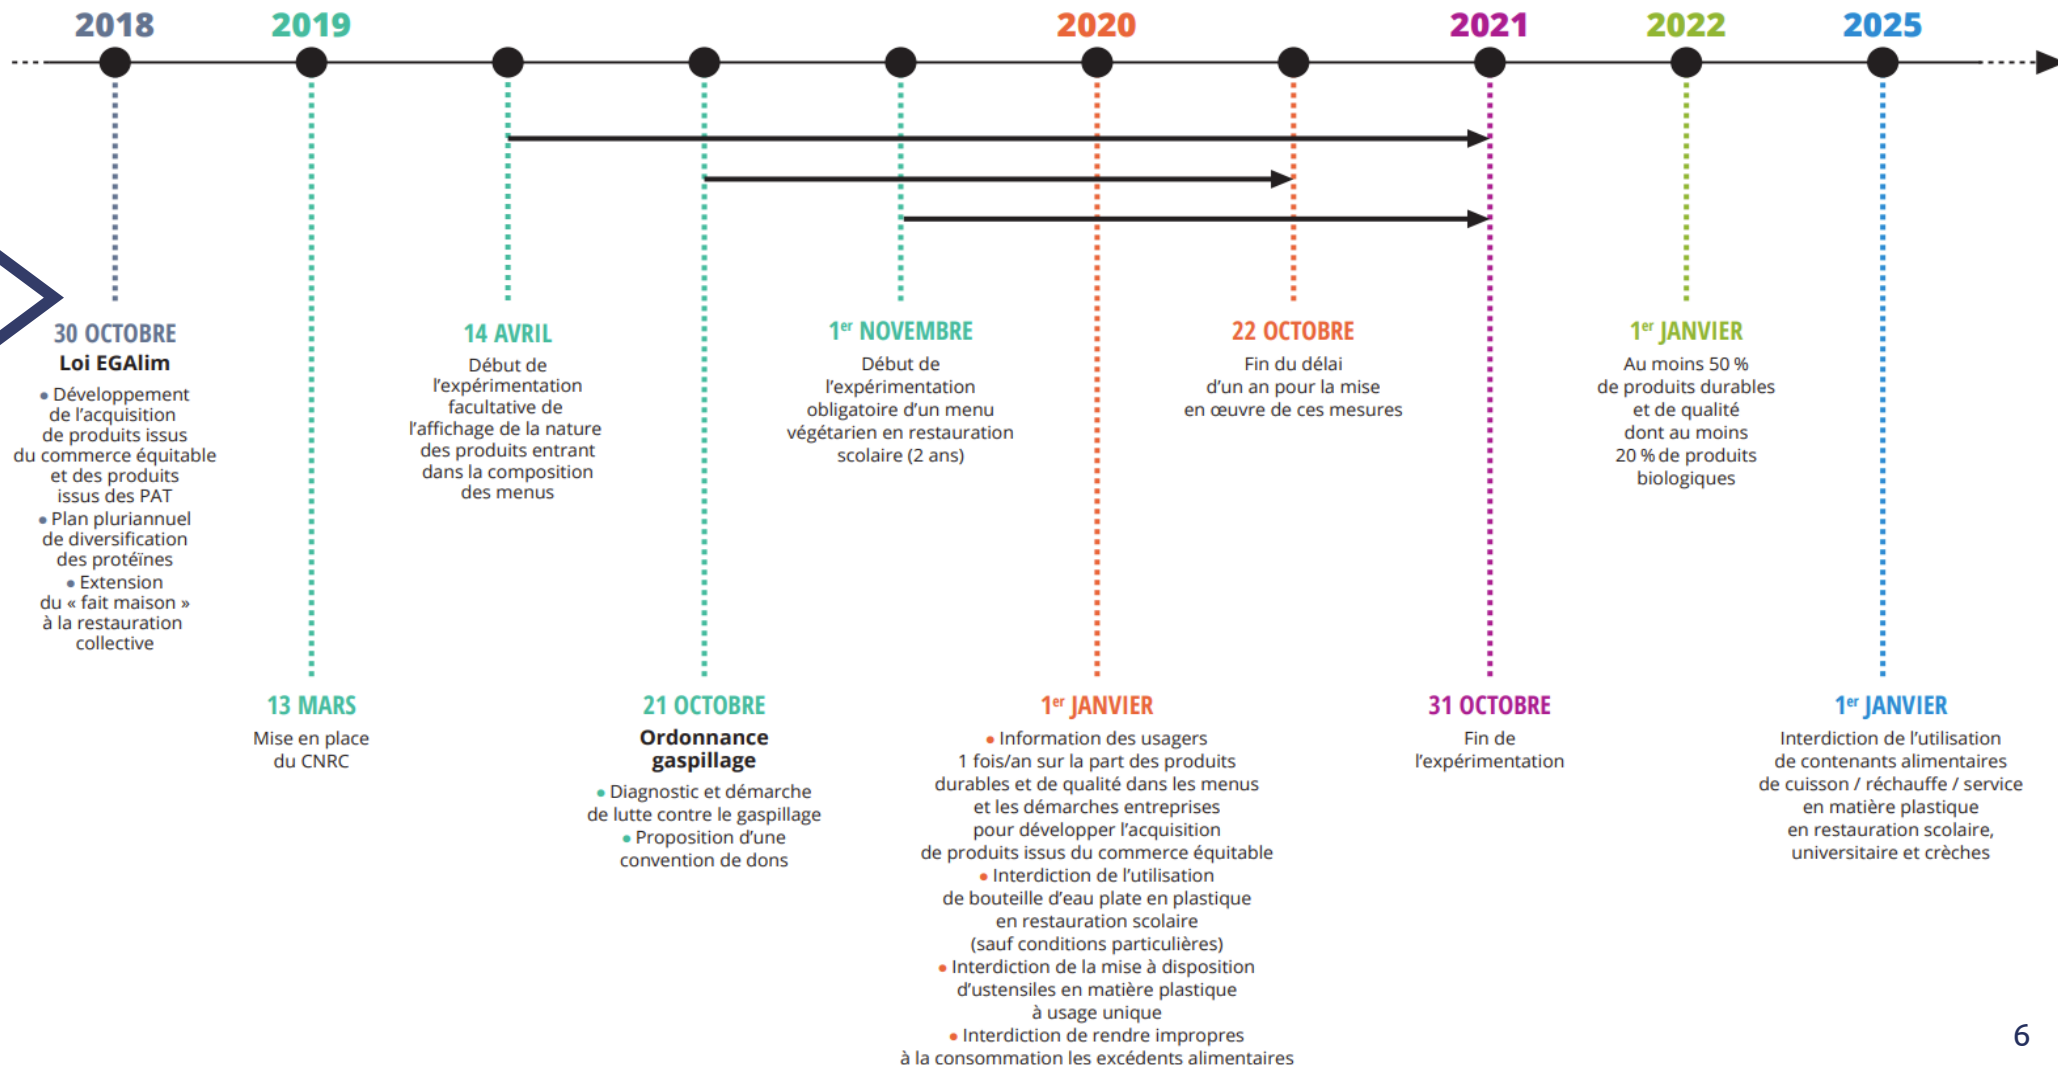 2018
2019
2020
2021
2022
2025
30 OCTOBRE
Loi EGAlim
• Développement
de l'acquisition
de produits issus
du commerce équitable
et des produits
issus des PAT
• Plan pluriannuel
de diversification
des protéïnes
• Extension
du « fait maison »
à la restauration
collective
13 MARS
Mise en place
du CNRC
14 AVRIL
Début de
l'expérimentation
facultative de
l'affichage de la nature
des produits entrant
dans la composition
des menus
21 OCTOBRE
Ordonnance
gaspillage
• Diagnostic et démarche
de lutte contre le gaspillage
• Proposition d'une
convention de dons
1er NOVEMBRE
Début de
l'expérimentation
obligatoire d'un menu
végétarien en restauration
scolaire (2 ans)
1er JANVIER
• Information des usagers
1 fois/an sur la part des produits
durables et de qualité dans les menus
et les démarches entreprises
pour développer l'acquisition
de produits issus du commerce équitable
• Interdiction de l'utilisation
de bouteille d'eau plate en plastique
en restauration scolaire
(sauf conditions particulières)
• Interdiction de la mise à disposition
d'ustensiles en matière plastique
à usage unique
• Interdiction de rendre impropres
à la consommation les excédents alimentaires
22 OCTOBRE
Fin du délai
d'un an pour la mise
en œuvre de ces mesures
31 OCTOBRE
Fin de
l'expérimentation
1er JANVIER
Au moins 50 %
de produits durables
et de qualité
dont au moins
20 % de produits
biologiques
1er JANVIER
Interdiction de l'utilisation
de contenants alimentaires
de cuisson / réchauffe / service
en matière plastique
en restauration scolaire,
universitaire et crèches
6